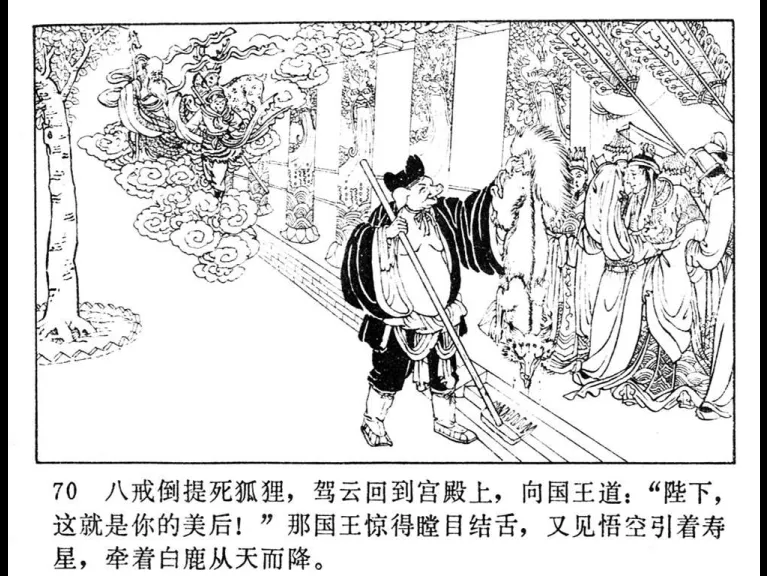 70 八戒倒提死狐狸，驾云回到宫殿上，向国王道：“陛下，
这就是你的美后！”那国王惊得瞠目结舌，又见悟空引着寿
星，牵着白鹿从天而降。